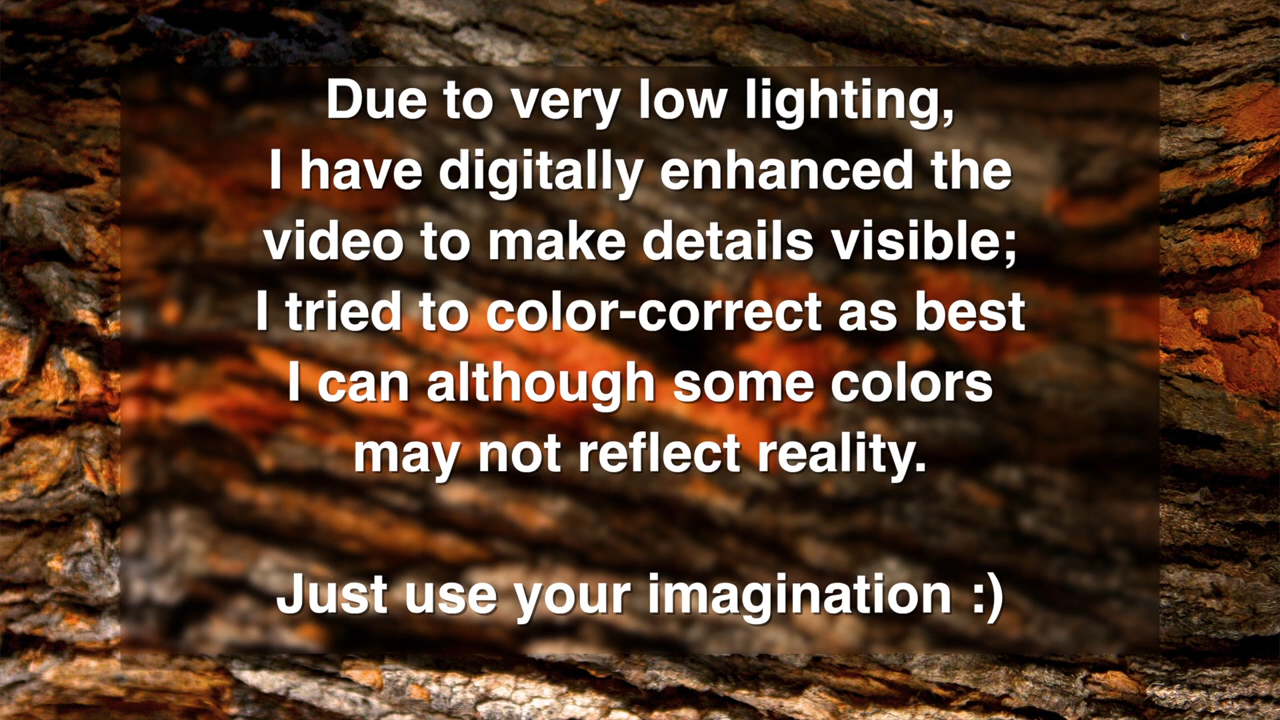 Due to very low lighting,
I have digitally enhanced the
video to make details visible;
I tried to color-correct as best
I can although some colors
may not reflect reality.
Just use your imagination :)